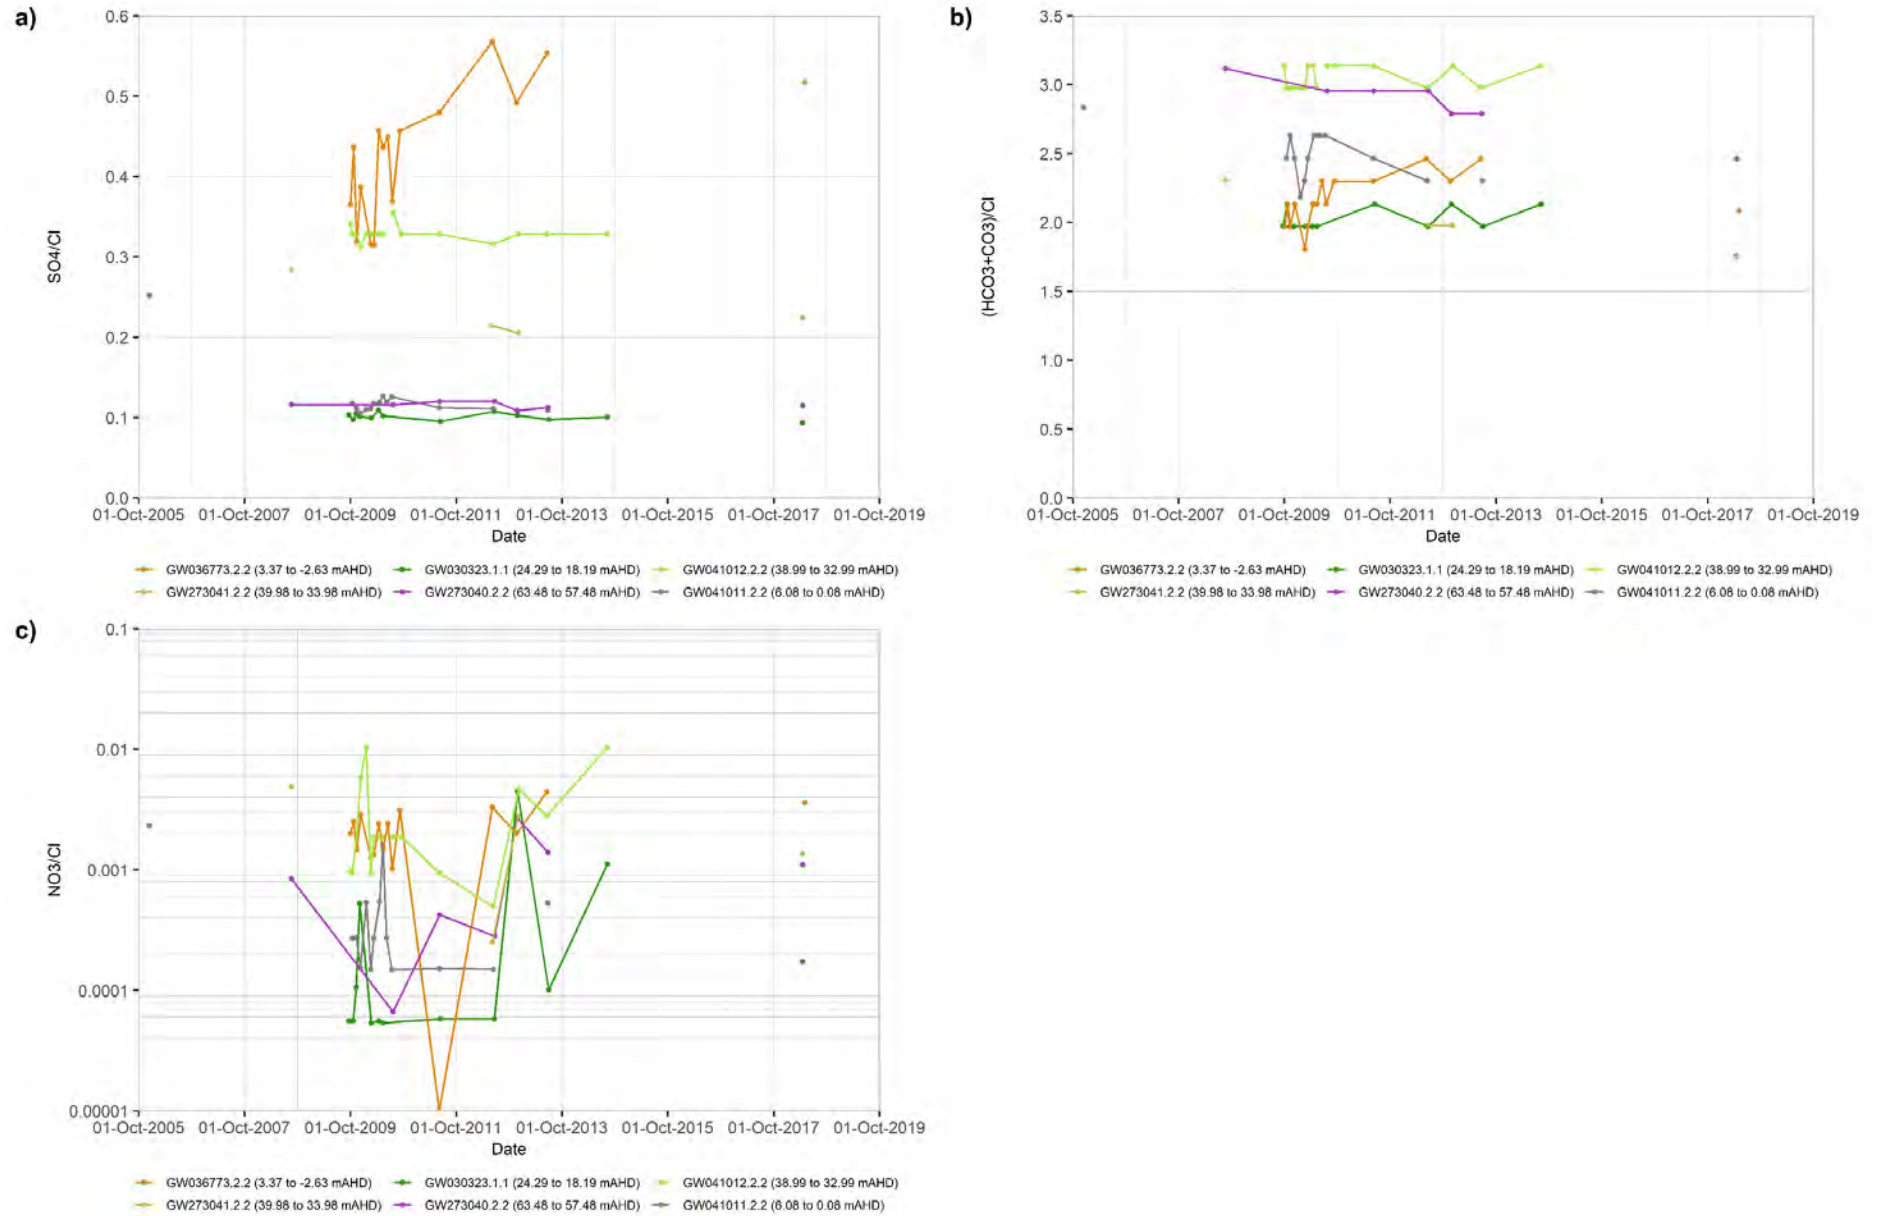 a)
0.6
0.5
0.4
0.3
0.2
0.1
0.0
SO4/Cl
01-Oct-2005 01-Oct-2007 01-Oct-2009 01-Oct-2011 01-Oct-2013 01-Oct-2015 01-Oct-2017 01-Oct-2019
Date
GW036773.2.2 (3.37 to -2.63 mAHD) GW030323.1.1 (24.29 to 18.19 mAHD) GW041012.2.2 (38.99 to 32.99 mAHD)
GW273041.2.2 (39.98 to 33.98 mAHD) GW273040.2.2 (63.48 to 57.48 mAHD) GW041011.2.2 (6.08 to 0.08 mAHD)
b)
3.5
3.0
2.5
2.0
1.5
1.0
0.5
0.0
(HCO3+CO3)/Cl
01-Oct-2005 01-Oct-2007 01-Oct-2009 01-Oct-2011 01-Oct-2013 01-Oct-2015 01-Oct-2017 01-Oct-2019
Date
GW036773.2.2 (3.37 to -2.63 mAHD) GW030323.1.1 (24.29 to 18.19 mAHD) GW041012.2.2 (38.99 to 32.99 mAHD)
GW273041.2.2 (39.98 to 33.98 mAHD) GW273040.2.2 (63.48 to 57.48 mAHD) GW041011.2.2 (6.08 to 0.08 mAHD)
c)
0.1
0.01
0.001
0.0001
0.00001
NO3/Cl
01-Oct-2005 01-Oct-2007 01-Oct-2009 01-Oct-2011 01-Oct-2013 01-Oct-2015 01-Oct-2017 01-Oct-2019
Date
GW036773.2.2 (3.37 to -2.63 mAHD) GW030323.1.1 (24.29 to 18.19 mAHD) GW041012.2.2 (38.99 to 32.99 mAHD)
GW273041.2.2 (39.98 to 33.98 mAHD) GW273040.2.2 (63.48 to 57.48 mAHD) GW041011.2.2 (6.08 to 0.08 mAHD)